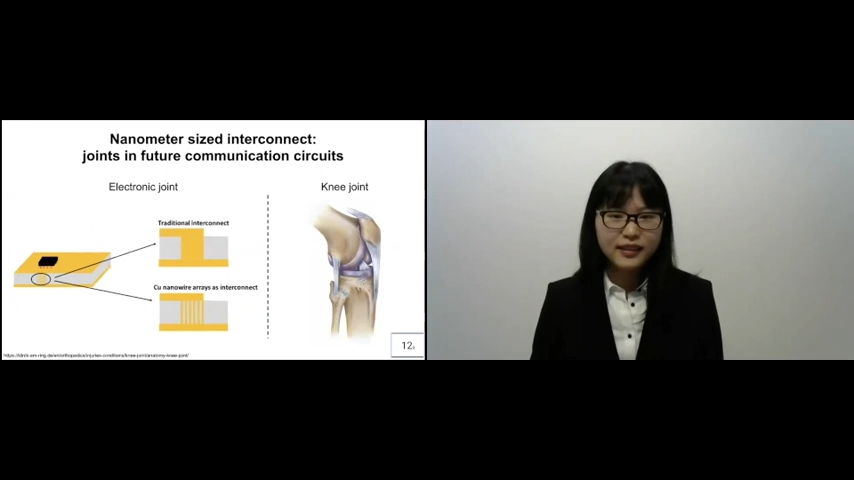 Nanometer sized interconnect:
joints in future communication circuits
Electronic joint
Knee joint
Traditional interconnect
Cu nanowire arrays as interconnect
12